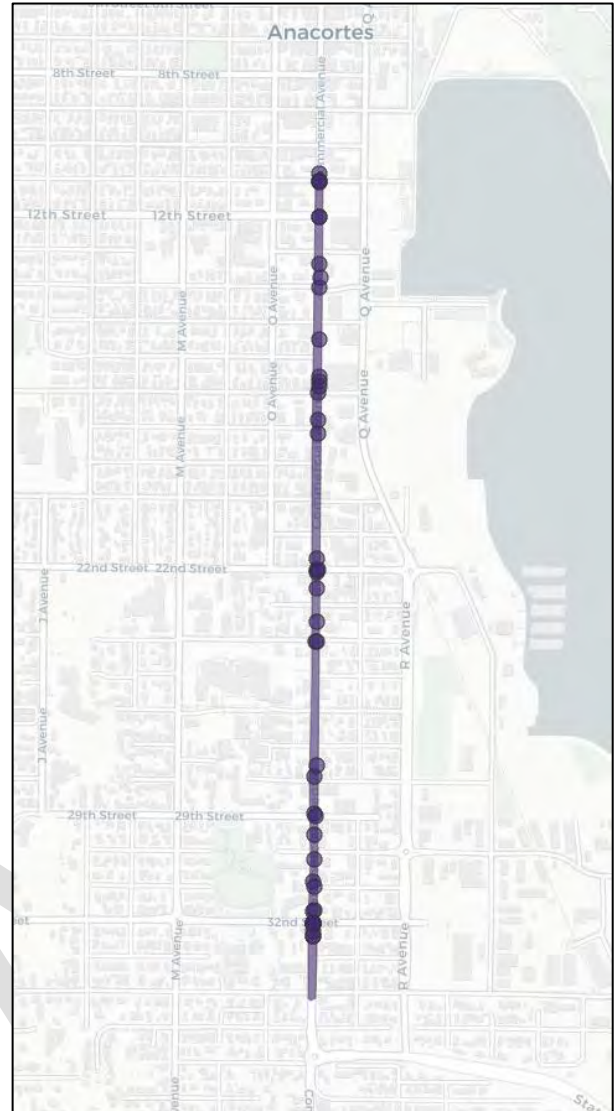 Anacortes
8th Street
8th Street
Commercial Avenue
12th Street
12th Street
Q Avenue
Q Avenue
M Avenue
O Avenue
Q Avenue
M Avenue
22nd Street
22nd Street
J Avenue
R Avenue
J Avenue
29th Street
29th Street
32nd Street
M Avenue
R Avenue